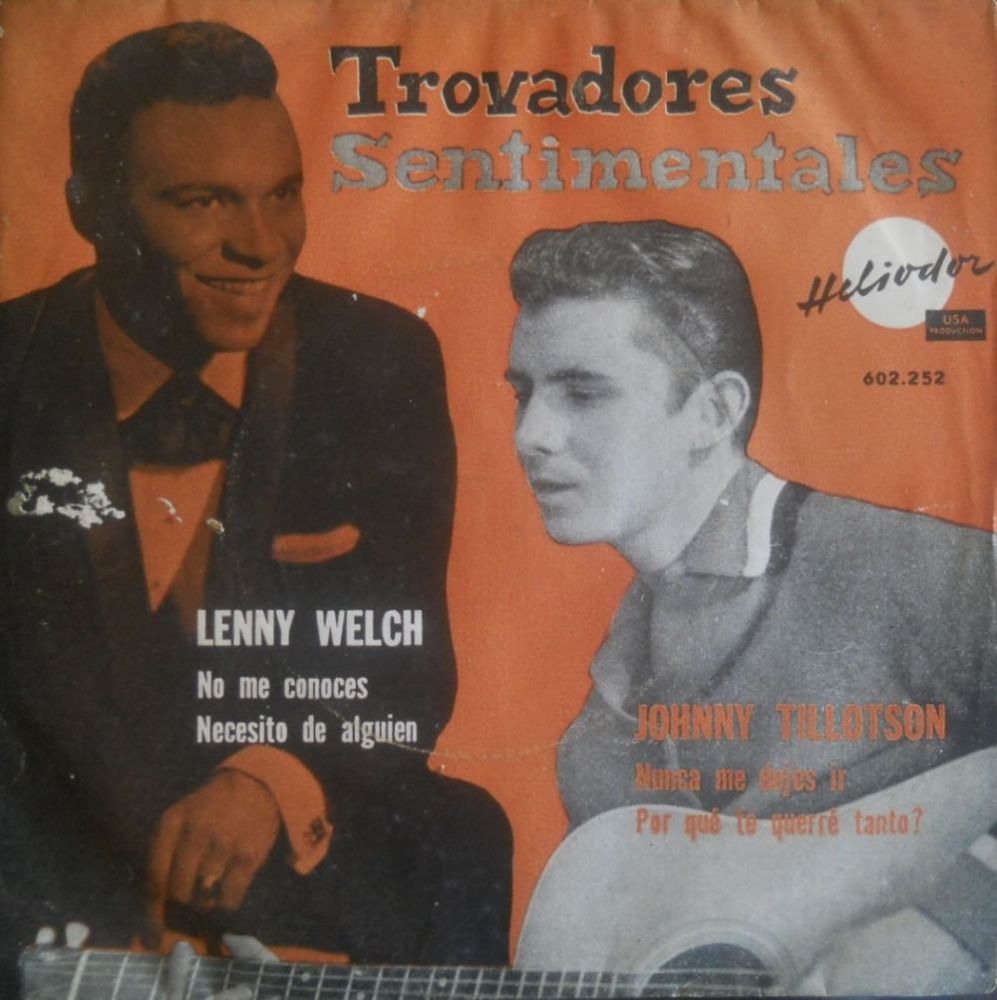 Trovadores
Sentimentales
Heliodor
USA
PRODUCTION
602.252
LENNY WELCH
No me conoces
Necesito de alguien
JOHNNY TILLOTSON
Nunca me dejes ir
Por qué te querré tanto?